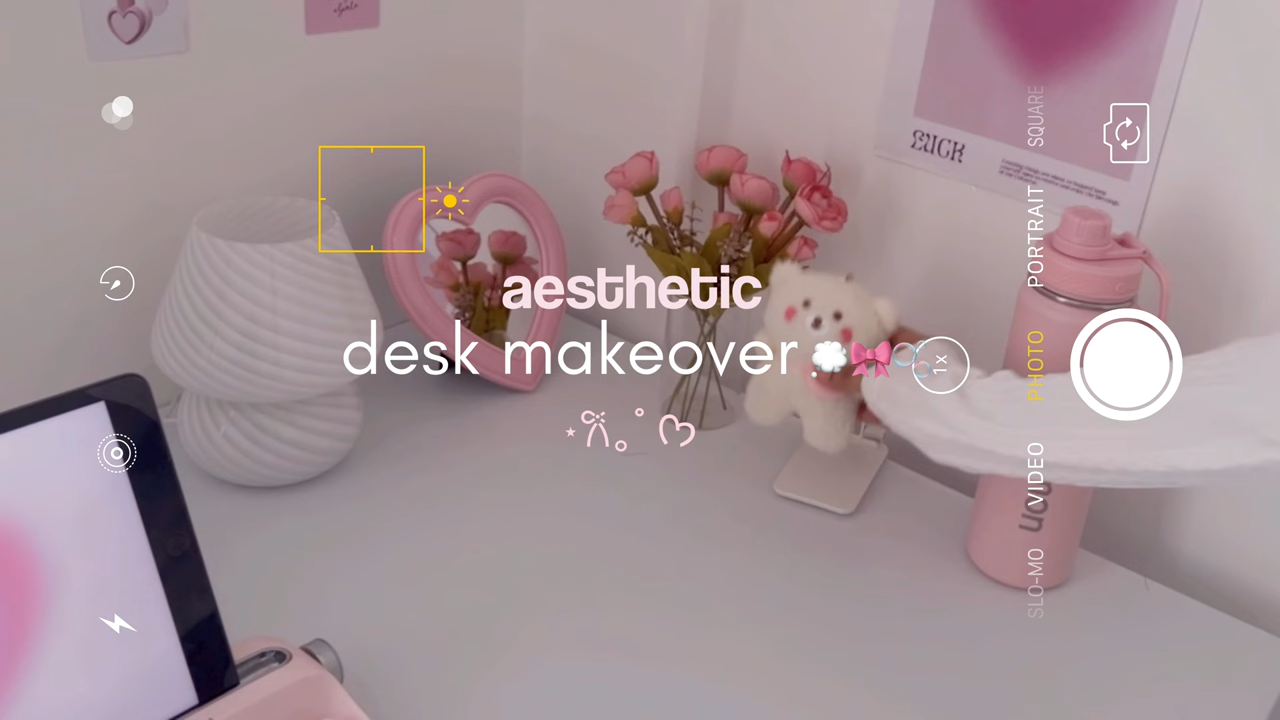 LUCK
aesthetic
desk makeover
1x
SQUARE
PORTRAIT
PHOTO
VIDEO
SLO-MO